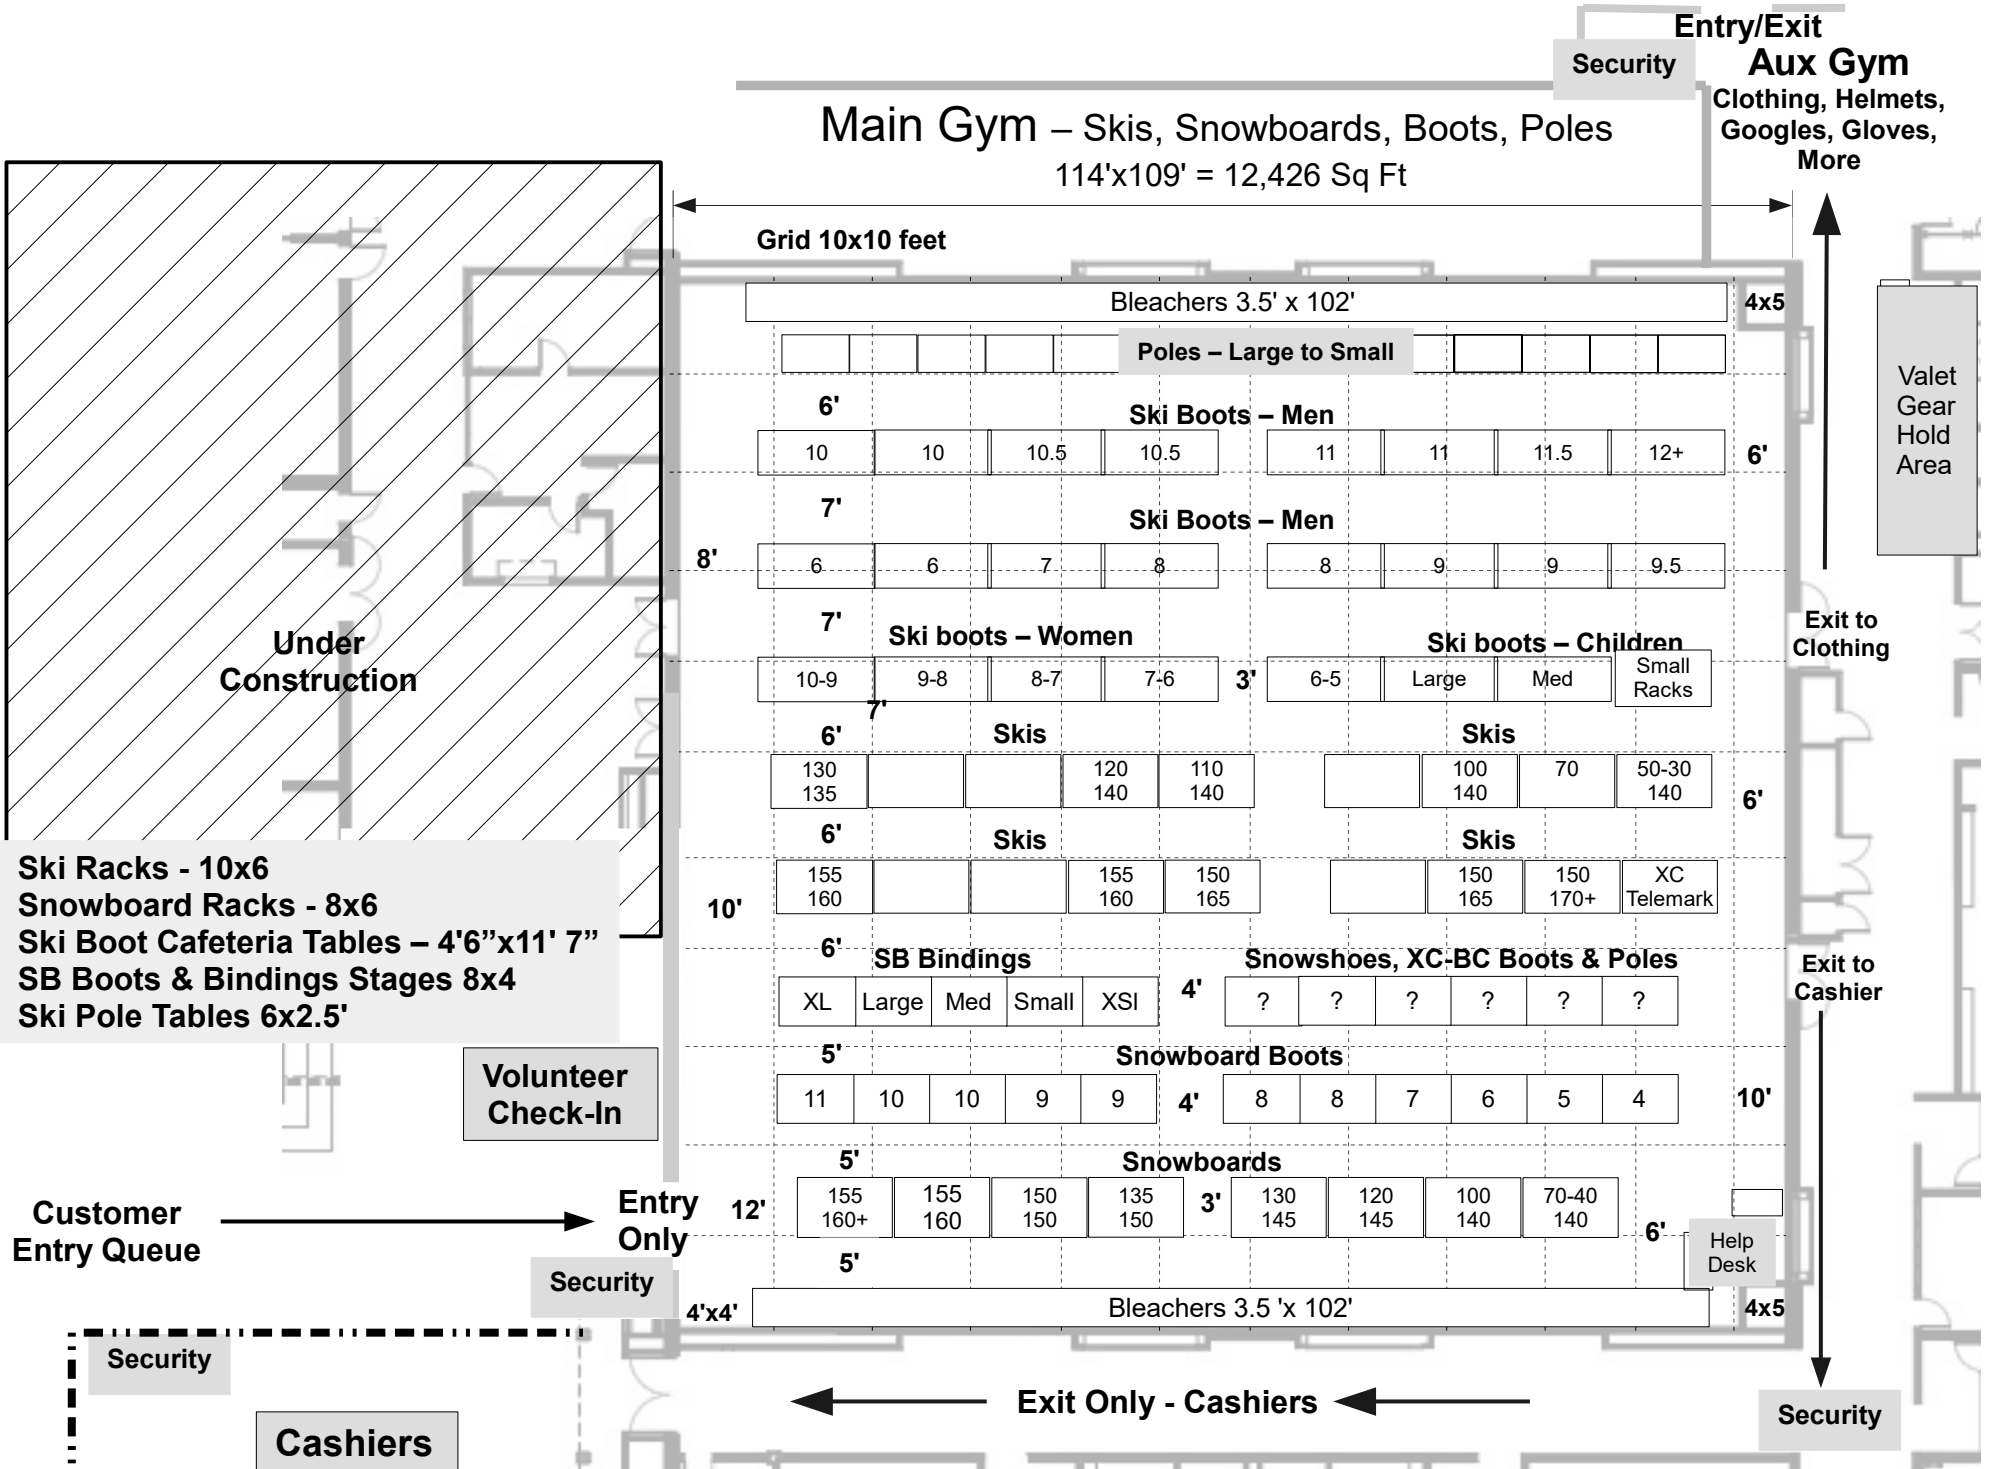 Entry/Exit
Security
Aux Gym
Clothing, Helmets,
Googles, Gloves,
More
Main Gym – Skis, Snowboards, Boots, Poles
114'x109' = 12,426 Sq Ft
Grid 10x10 feet
Bleachers 3.5' x 102'
4x5
Poles – Large to Small
Valet
Gear
Hold
Area
6'
Ski Boots – Men
10 10 10.5 10.5 11 11 11.5 12+
6'
7'
Ski Boots – Men
8'
6 6 7 8 8 9 9 9.5
7'
Ski boots – Women
Ski boots – Children
10-9 9-8 8-7 7-6
3'
6-5 Large Med
Small
Racks
7'
Exit to
Clothing
Under
Construction
6'
Skis
Skis
130 120 110 100 70 50-30
135 140 140 140 140
6'
6'
Skis
Skis
155 155 150 150 150 XC
160 160 165 165 170+ Telemark
10'
Ski Racks - 10x6
Snowboard Racks - 8x6
Ski Boot Cafeteria Tables – 4'6”x11' 7”
SB Boots & Bindings Stages 8x4
Ski Pole Tables 6x2.5'
6'
SB Bindings
Snowshoes, XC-BC Boots & Poles
XL Large Med Small XSI
4'
? ? ? ? ? ?
Exit to
Cashier
5'
Snowboard Boots
11 10 10 9 9
4'
8 8 7 6 5 4
10'
Volunteer
Check-In
5'
Snowboards
Customer
Entry Queue
Entry
Only
12'
155 155 150 135
160+ 160 150 150
3'
130 120 100 70-40
145 145 140 140
6'
Help
Desk
5'
Security
4'x4'
Bleachers 3.5 'x 102'
4x5
Security
Exit Only - Cashiers
Security
Cashiers